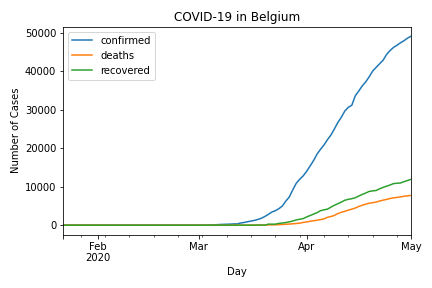 COVID-19 in Belgium
confirmed
deaths
recovered
50000
40000
30000
20000
10000
0
Number of Cases
Feb
2020
Mar
Apr
May
Day